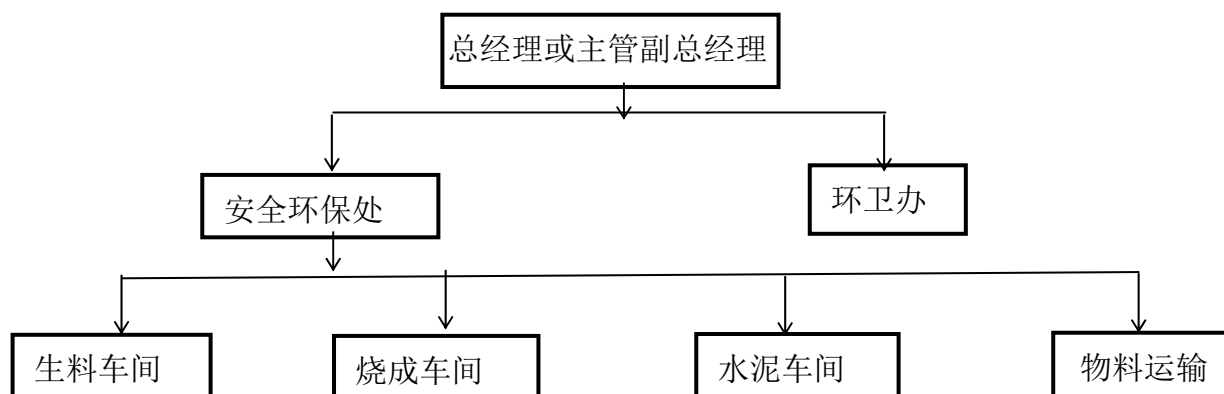 总经理或主管副总经理
安全环保处
环卫办
生料车间
烧成车间
水泥车间
物料运输